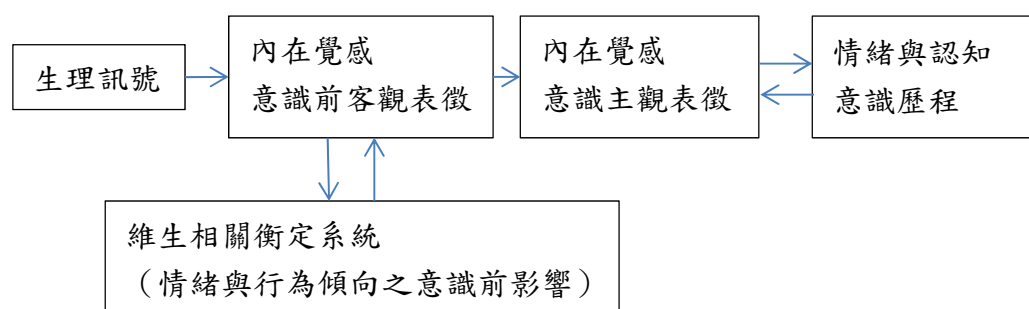 生理訊號
內在覺感
意識前客觀表徵
內在覺感
意識主觀表徵
情緒與認知
意識歷程
維生相關衡定系統
（情緒與行為傾向之意識前影響）